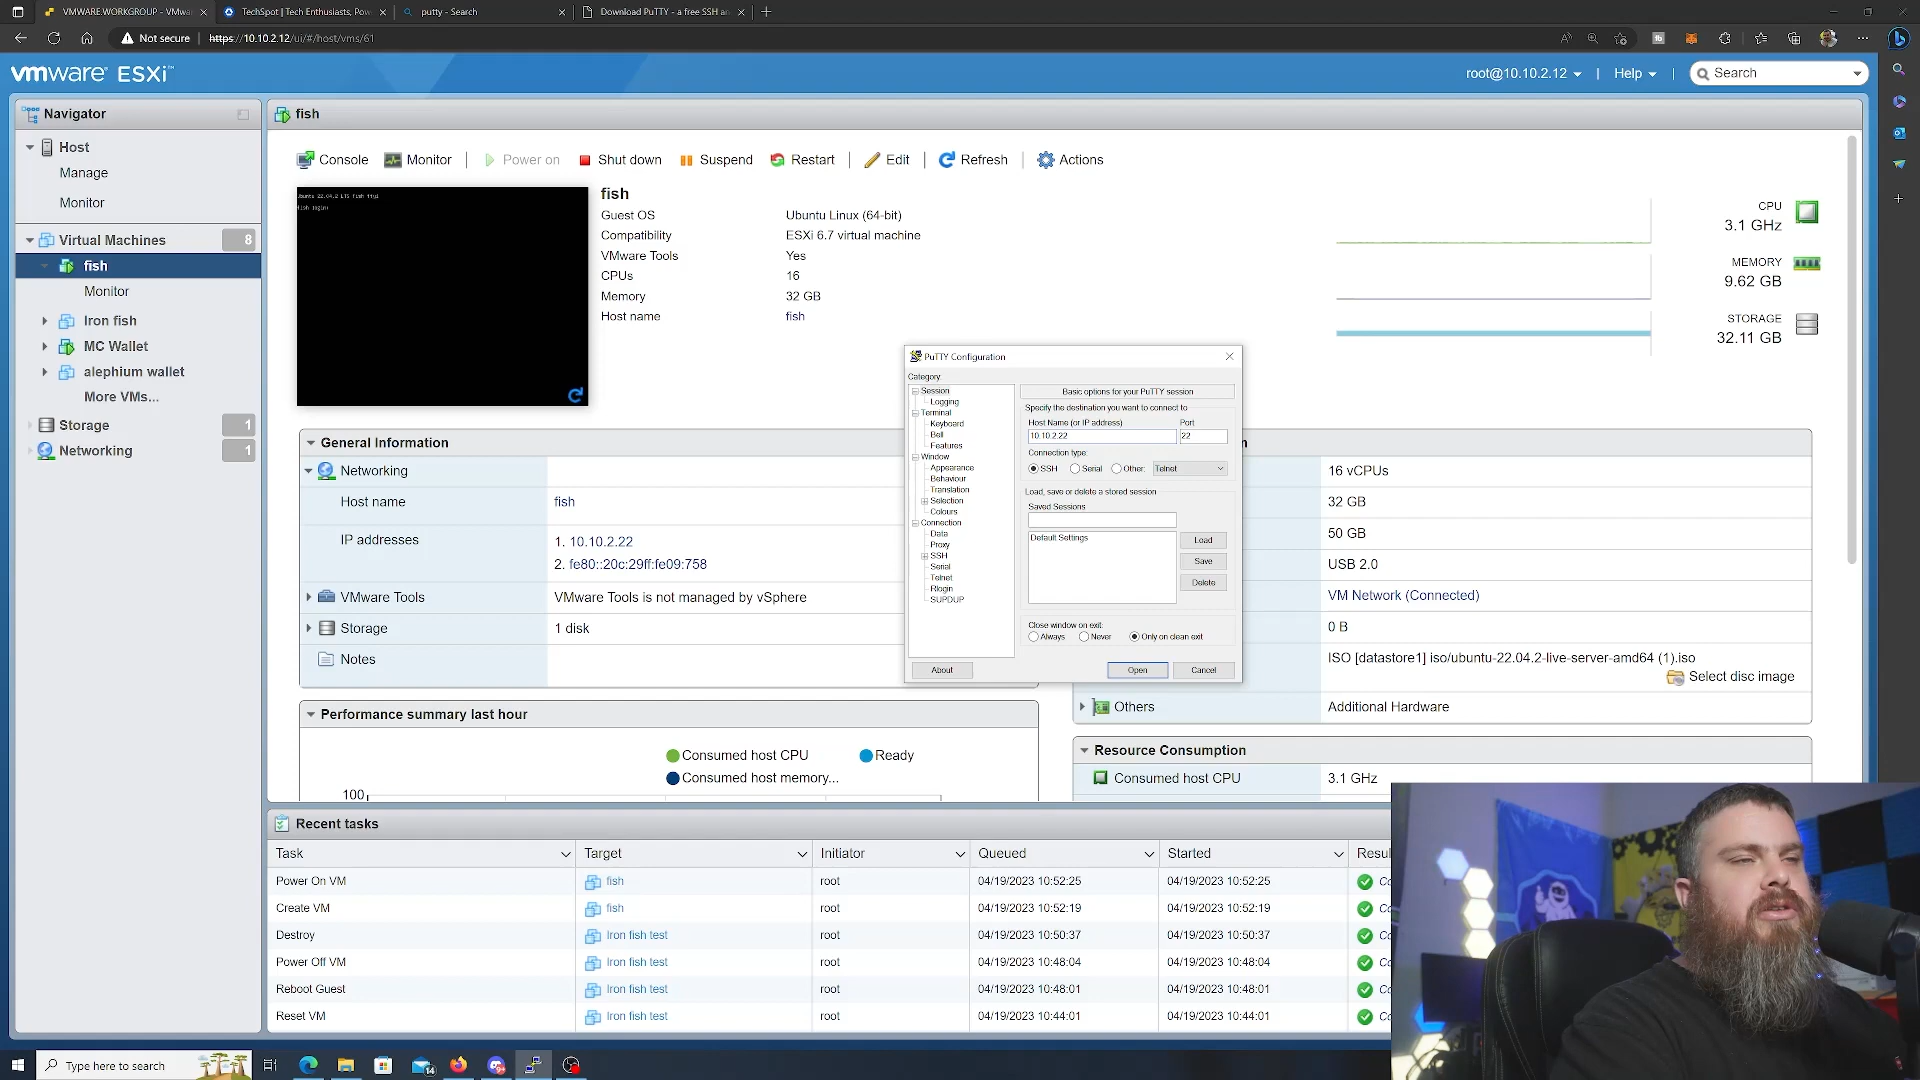 VMWARE.WORKGROUP - VMwa
TechSpot | Tech Enthusiasts, Pow
putty - Search
Download PuTTY - a free SSH an
Not secure
https://10.10.2.12/ui/#/host/vms/61
vmware ESXi
root@10.10.2.12
Help
Search
Navigator
Host
Manage
Monitor
Virtual Machines 8
fish
Monitor
Iron fish
MC Wallet
alephium wallet
More VMs...
Storage 1
Networking 1
fish
Console Monitor Power on Shut down Suspend Restart Edit Refresh Actions
Ubuntu 22.04.2 LTS fish tty1
fish login:
fish
Guest OS Ubuntu Linux (64-bit)
Compatibility ESXi 6.7 virtual machine
VMware Tools Yes
CPUs 16
Memory 32 GB
Host name fish
CPU
3.1 GHz
MEMORY
9.62 GB
STORAGE
32.11 GB
General Information
Networking
Host name fish
IP addresses 1. 10.10.2.22
2. fe80::20c:29ff:fe09:758
VMware Tools VMware Tools is not managed by vSphere
Storage 1 disk
Notes
PuTTY Configuration
Category:
Session
Logging
Terminal
Keyboard
Bell
Features
Window
Appearance
Behaviour
Translation
Selection
Colours
Connection
Data
Proxy
SSH
Serial
Telnet
Rlogin
SUPDUP
Basic options for your PuTTY session
Specify the destination you want to connect to
Host Name (or IP address) Port
10.10.2.22 22
Connection type:
SSH Serial Other: Telnet
Load, save or delete a stored session
Saved Sessions
Default Settings
Load
Save
Delete
Close window on exit:
Always Never Only on clean exit
About Open Cancel
16 vCPUs
32 GB
50 GB
USB 2.0
VM Network (Connected)
0 B
ISO [datastore1] iso/ubuntu-22.04.2-live-server-amd64 (1).iso
Select disc image
Others Additional Hardware
Performance summary last hour
Consumed host CPU Ready
Consumed host memory...
100
Resource Consumption
Consumed host CPU 3.1 GHz
Recent tasks
Task Target Initiator Queued Started Resul
Power On VM fish root 04/19/2023 10:52:25 04/19/2023 10:52:25 Co
Create VM fish root 04/19/2023 10:52:19 04/19/2023 10:52:19 Co
Destroy Iron fish test root 04/19/2023 10:50:37 04/19/2023 10:50:37 Co
Power Off VM Iron fish test root 04/19/2023 10:48:04 04/19/2023 10:48:04 Co
Reboot Guest Iron fish test root 04/19/2023 10:48:01 04/19/2023 10:48:01 Co
Reset VM Iron fish test root 04/19/2023 10:44:01 04/19/2023 10:44:01 Co
Type here to search
14